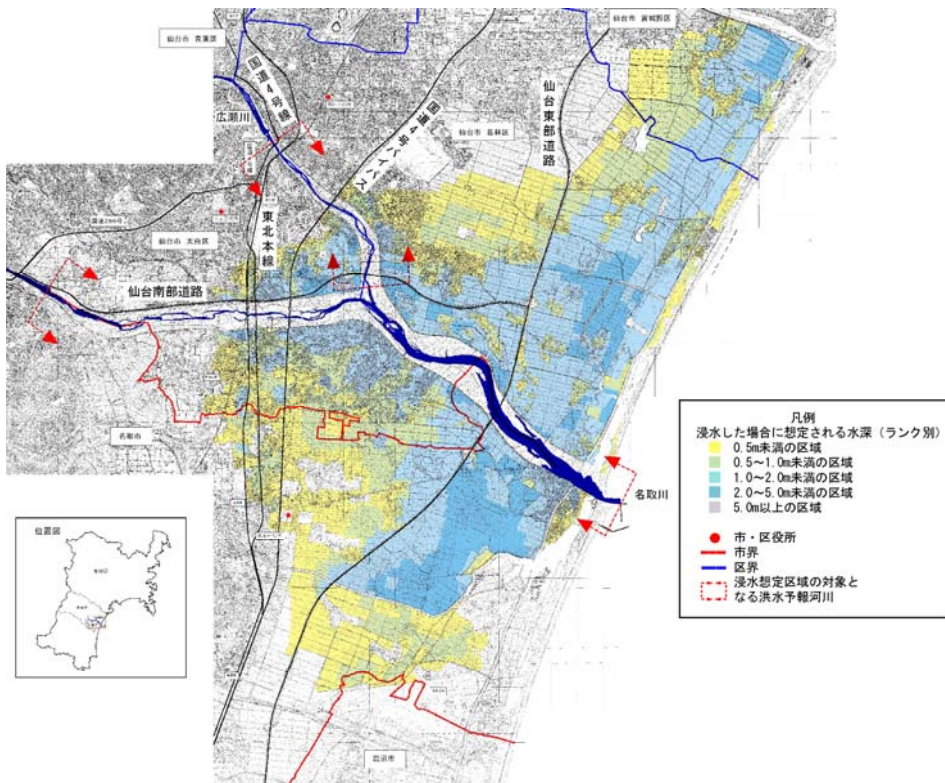 仙台市 青葉区
仙台市 宮城野区
国道4号線
広瀬川
国道4号バイパス
仙台市 若林区
仙台東部道路
仙台市 太白区
東北本線
仙台南部道路
名取市
名取川
岩沼市
位置図
凡例
浸水した場合に想定される水深（ランク別）
0.5m未満の区域
0.5～1.0m未満の区域
1.0～2.0m未満の区域
2.0～5.0m未満の区域
5.0m以上の区域
市・区役所
市界
区界
浸水想定区域の対象と
なる洪水予報河川